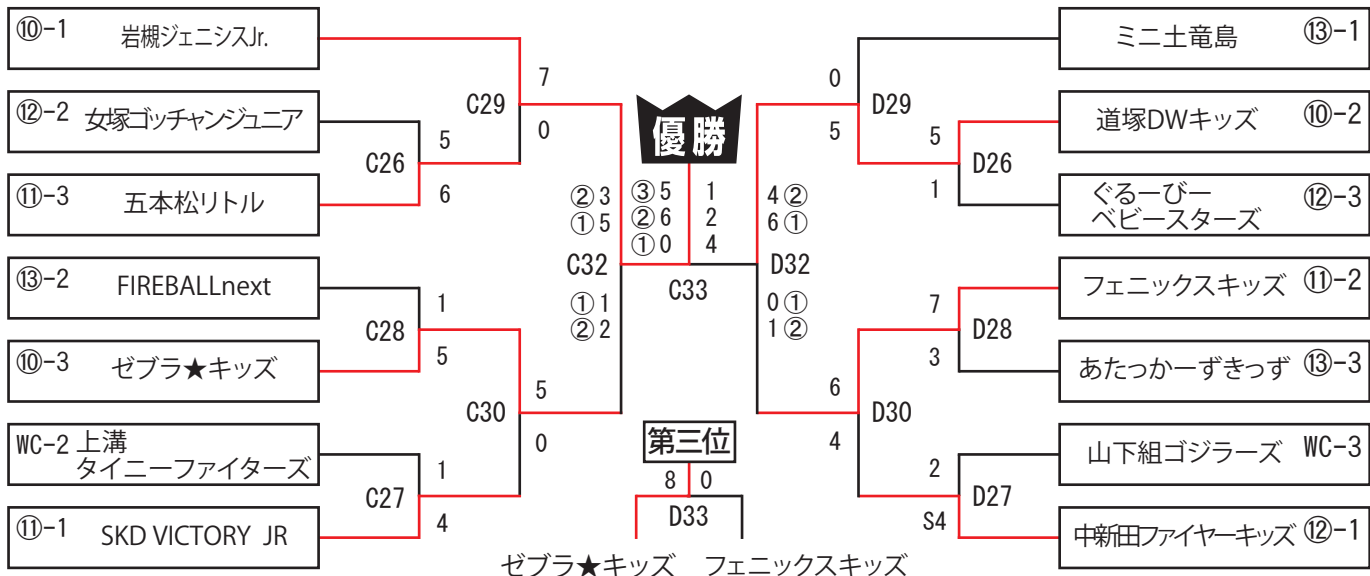 ⑩-1 岩槻ジェニシスJr.
⑫-2 女塚ゴッチャンジュニア
⑪-3 五本松リトル
⑬-2 FIREBALLnext
⑩-3 ゼブラ★キッズ
WC-2 上溝
タイニーファイターズ
⑪-1 SKD VICTORY JR
C26
5
6
C28
1
5
C27
1
4
C29
7
0
C30
5
0
②3
①5
C32
①1
②2
優勝
③5 1
②6 2
①0 4
C33
第三位
8 0
D33
ゼブラ★キッズ フェニックスキッズ
4②
6①
D32
0①
1②
0
D29
5
6
D30
4
5
D26
1
7
D28
3
2
D27
S4
ミニ土竜島 ⑬-1
道塚DWキッズ ⑩-2
ぐるーびー
ベビースターズ ⑫-3
フェニックスキッズ ⑪-2
あたっかーずきっず ⑬-3
山下組ゴジラーズ WC-3
中新田ファイヤーキッズ ⑫-1